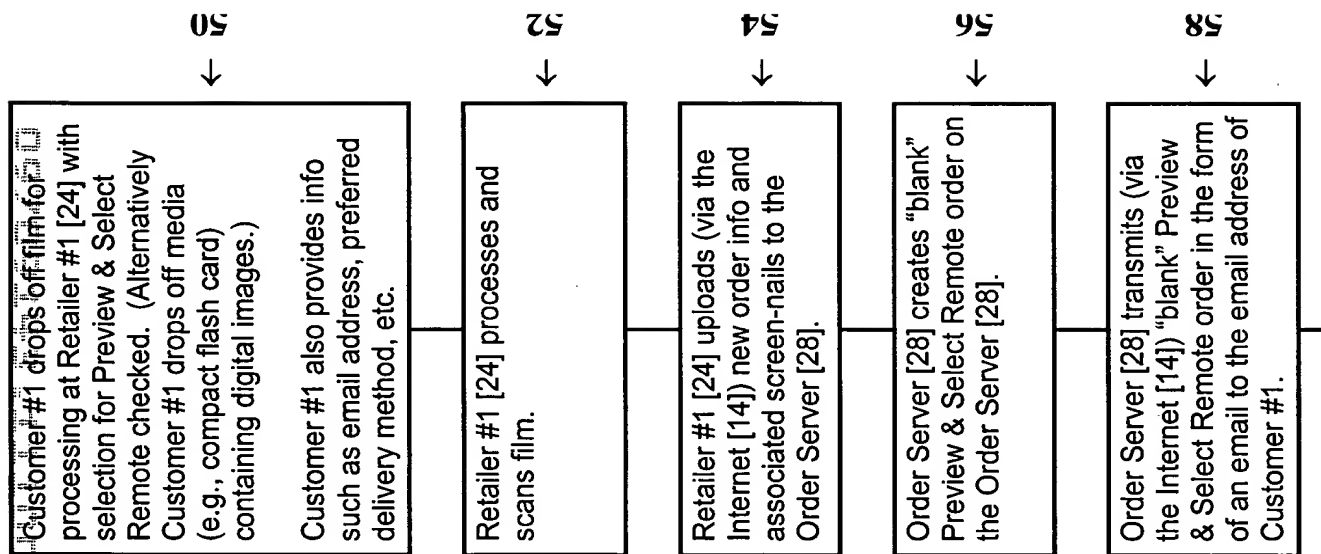 Customer #1 drops off film for
processing at Retailer #1 [24] with
selection for Preview & Select
Remote checked. (Alternatively
Customer #1 drops off media
(e.g., compact flash card)
containing digital images.)
Customer #1 also provides info
such as email address, preferred
delivery method, etc.
50
Retailer #1 [24] processes and
scans film.
52
Retailer #1 [24] uploads (via the
Internet [14]) new order info and
associated screen-nails to the
Order Server [28].
54
Order Server [28] creates “blank”
Preview & Select Remote order on
the Order Server [28].
56
Order Server [28] transmits (via
the Internet [14]) “blank” Preview
& Select Remote order in the form
of an email to the email address of
Customer #1.
58